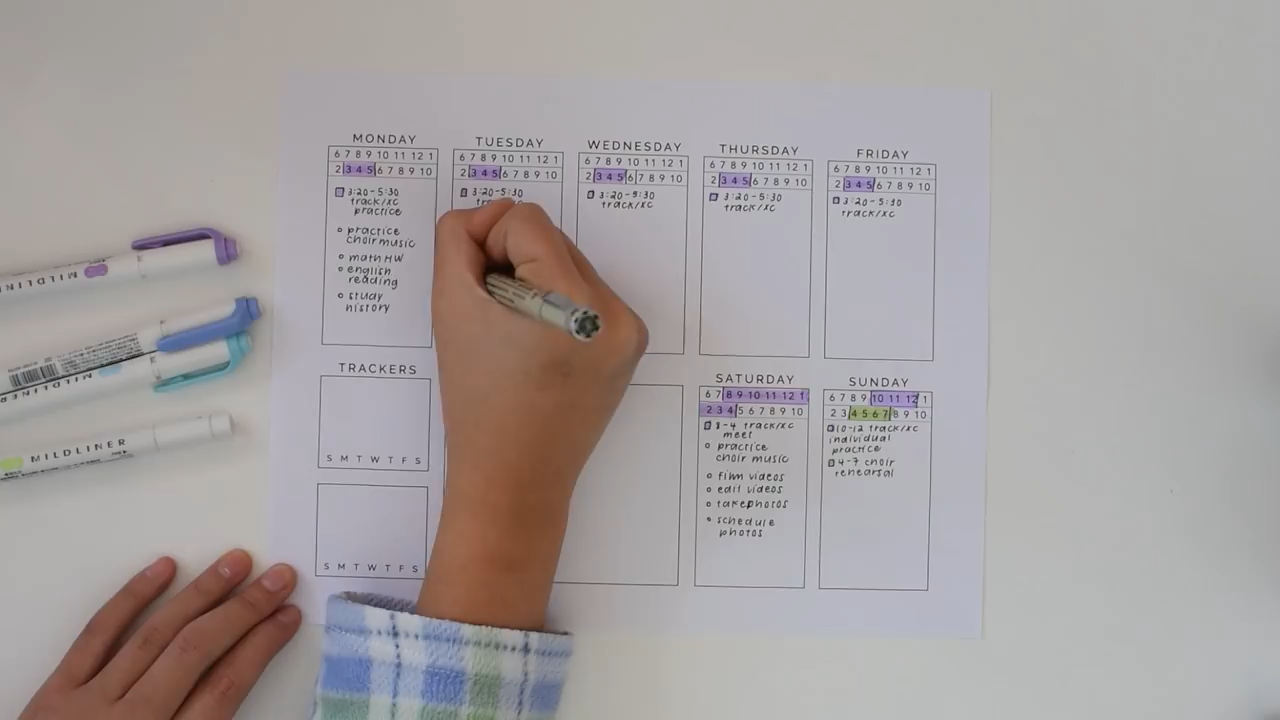 MONDAY
6 7 8 9 10 11 12 1
2 3 4 5 6 7 8 9 10
3:20-5:30
track/xc
practice
practice
choir music
math HW
english
reading
study
history
TUESDAY
6 7 8 9 10 11 12 1
2 3 4 5 6 7 8 9 10
3:20-5:30
WEDNESDAY
6 7 8 9 10 11 12 1
2 3 4 5 6 7 8 9 10
3:20-5:30
track/xc
THURSDAY
6 7 8 9 10 11 12 1
2 3 4 5 6 7 8 9 10
3:20-5:30
track/xc
FRIDAY
6 7 8 9 10 11 12 1
2 3 4 5 6 7 8 9 10
3:20-5:30
track/xc
TRACKERS
S M T W T F S
S M T W T F S
SATURDAY
6 7 8 9 10 11 12 1
2 3 4 5 6 7 8 9 10
8-4 track/xc
meet
practice
choir music
film videos
edit videos
take photos
schedule
photos
SUNDAY
6 7 8 9 10 11 12 1
2 3 4 5 6 7 8 9 10
10-12 track/xc
individual
practice
4-7 choir
rehearsal
MILDLINER
MILDLINER
MILDLINER
MILDLINER